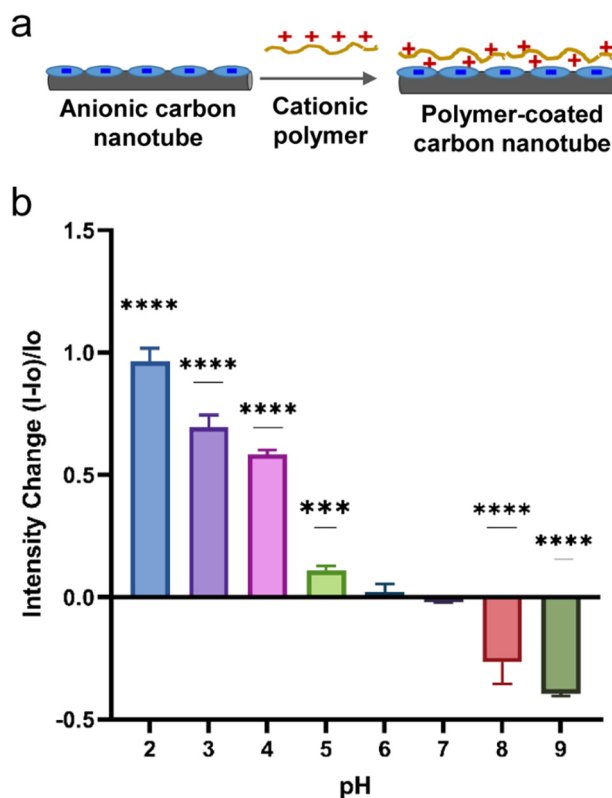 a
+ + + +
+ + + + + + + +
Anionic carbon
nanotube
Cationic
polymer
Polymer-coated
carbon nanotube
b
Intensity Change (I-Io)/Io
1.5
1.0
0.5
0.0
-0.5
****
****
****
***
****
****
2 3 4 5 6 7 8 9
pH